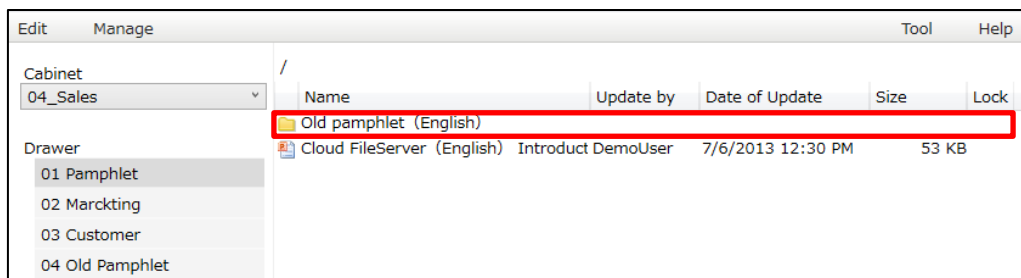 Edit Manage Tool Help
Cabinet
04_Sales
Drawer
01 Pamphlet
02 Marckting
03 Customer
04 Old Pamphlet
/
Name Update by Date of Update Size Lock
Old pamphlet（English）
Cloud FileServer（English） Introduct DemoUser 7/6/2013 12:30 PM 53 KB